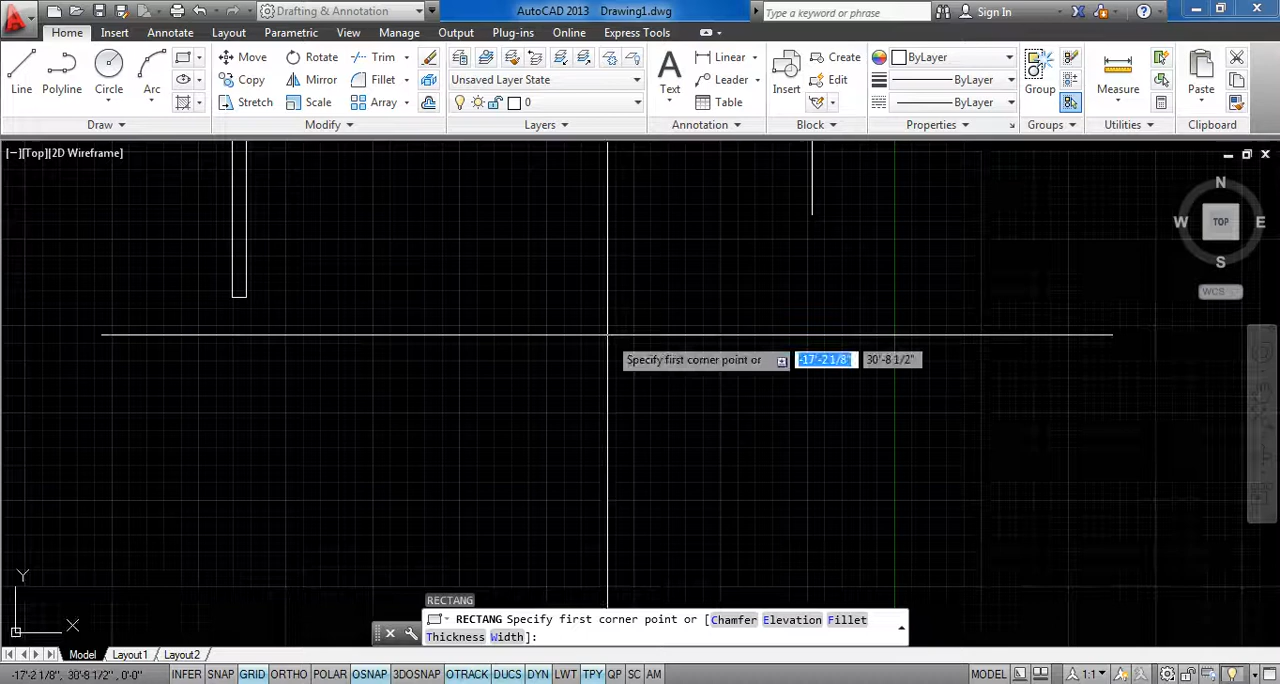 AutoCAD 2013 Drawing1.dwg
Drafting & Annotation
Type a keyword or phrase
Sign In
Home Insert Annotate Layout Parametric View Manage Output Plug-ins Online Express Tools
Line Polyline Circle Arc
Move Rotate Trim
Copy Mirror Fillet
Stretch Scale Array
Unsaved Layer State
0
Text
Linear
Leader
Table
Insert
Create
Edit
ByLayer
ByLayer
ByLayer
Group
Measure
Paste
Draw Modify Layers Annotation Block Properties Groups Utilities Clipboard
[−][Top][2D Wireframe]
N
W TOP E
S
WCS
Specify first corner point or -17'-2 1/8" 30'-8 1/2"
Y
X
RECTANG
RECTANG Specify first corner point or [Chamfer Elevation Fillet
Thickness Width]:
Model Layout1 Layout2
-17'-2 1/8", 30'-8 1/2" , 0'-0" INFER SNAP GRID ORTHO POLAR OSNAP 3DOSNAP OTRACK DUCS DYN LWT TPY QP SC AM MODEL 1:1